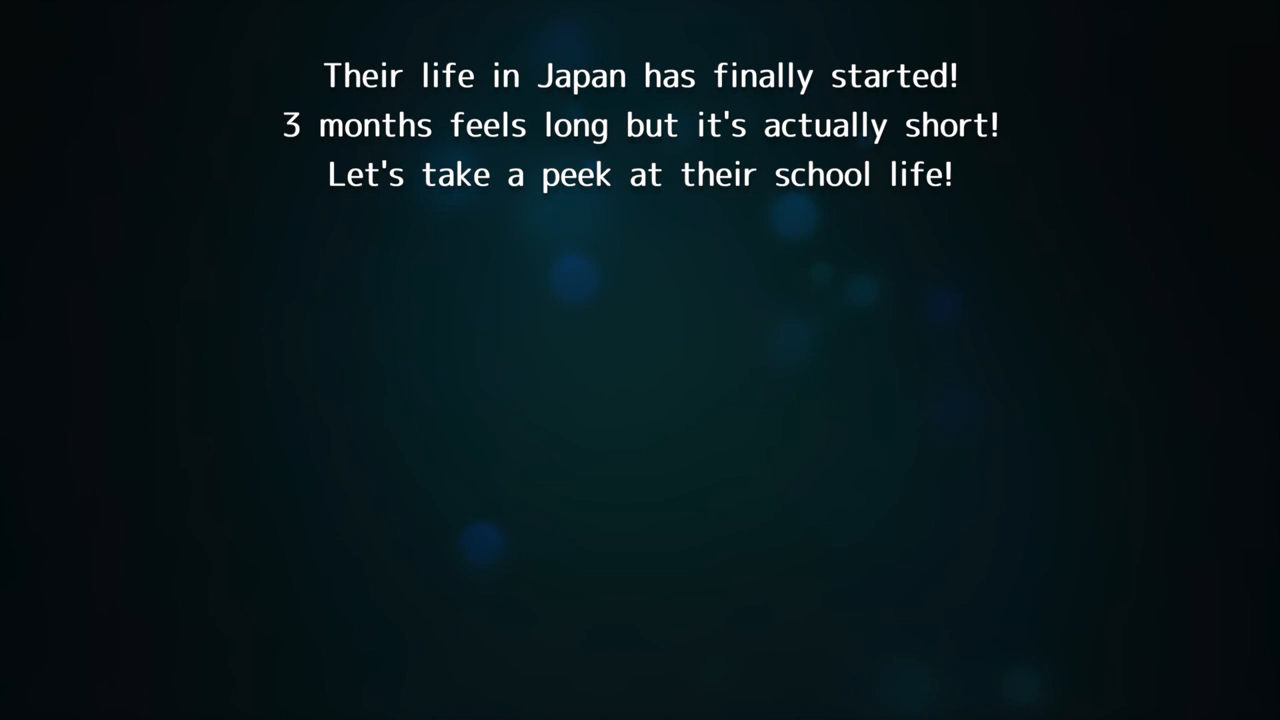 Their life in Japan has finally started!
3 months feels long but it's actually short!
Let's take a peek at their school life!